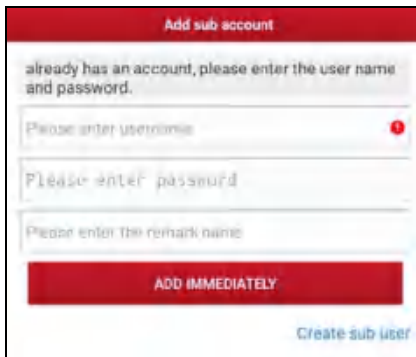 Add sub account
already has an account, please enter the user name
and password.
Please enter username
Please enter passwurd
Please enter the remark name
ADD IMMEDIATELY
Create sub user